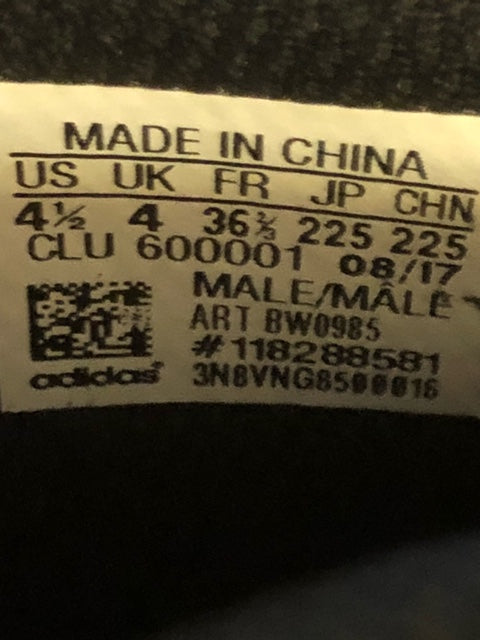 MADE IN CHINA
US UK FR JP CHN
4½ 4 36⅔ 225 225
CLU 600001 08/17
MALE/MÂLE
ART BW0985
#118288581
adidas 3N8VNG8500016